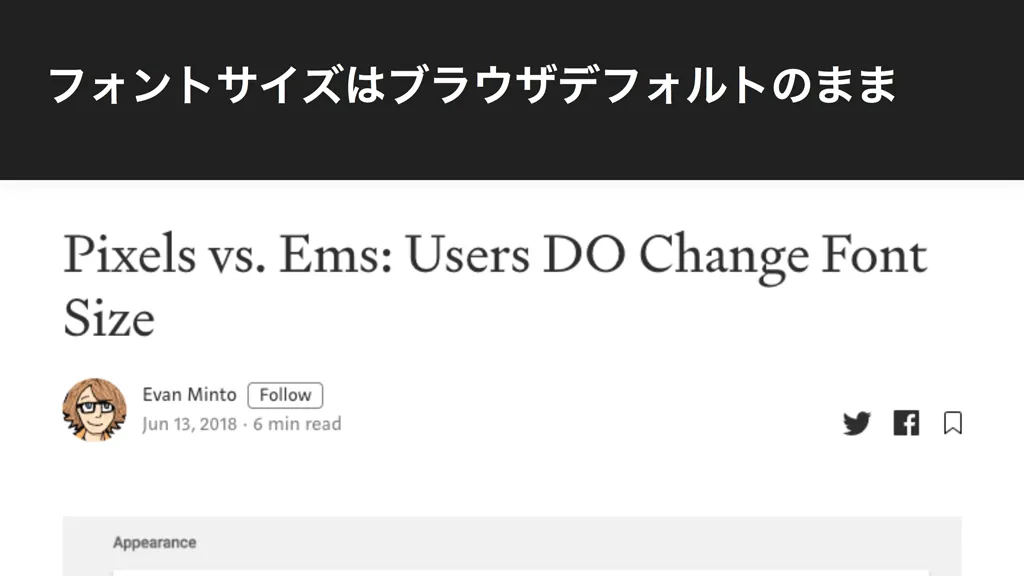 フォントサイズはブラウザデフォルトのまま
Pixels vs. Ems: Users DO Change Font
Size
Evan Minto Follow
Jun 13, 2018 · 6 min read
Appearance